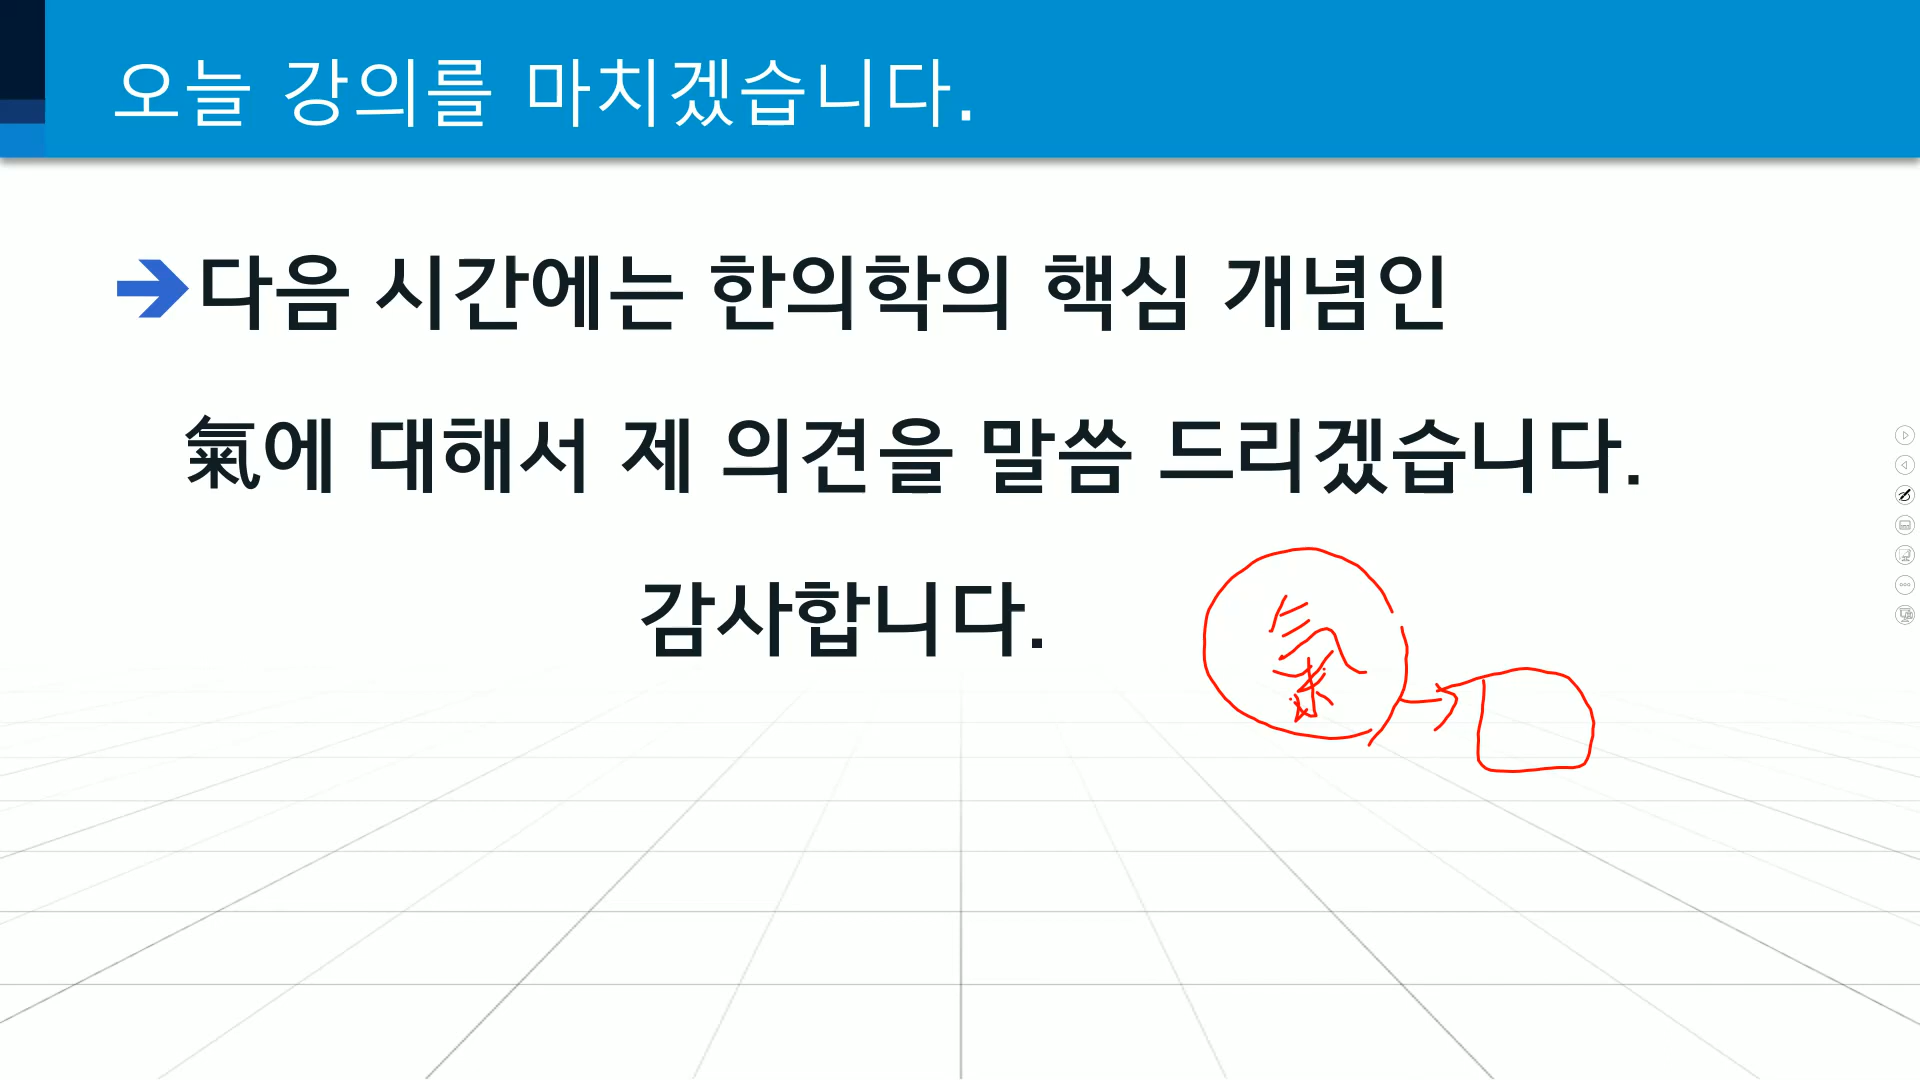 오늘 강의를 마치겠습니다.
다음 시간에는 한의학의 핵심 개념인
氣에 대해서 제 의견을 말씀 드리겠습니다.
감사합니다.
氣